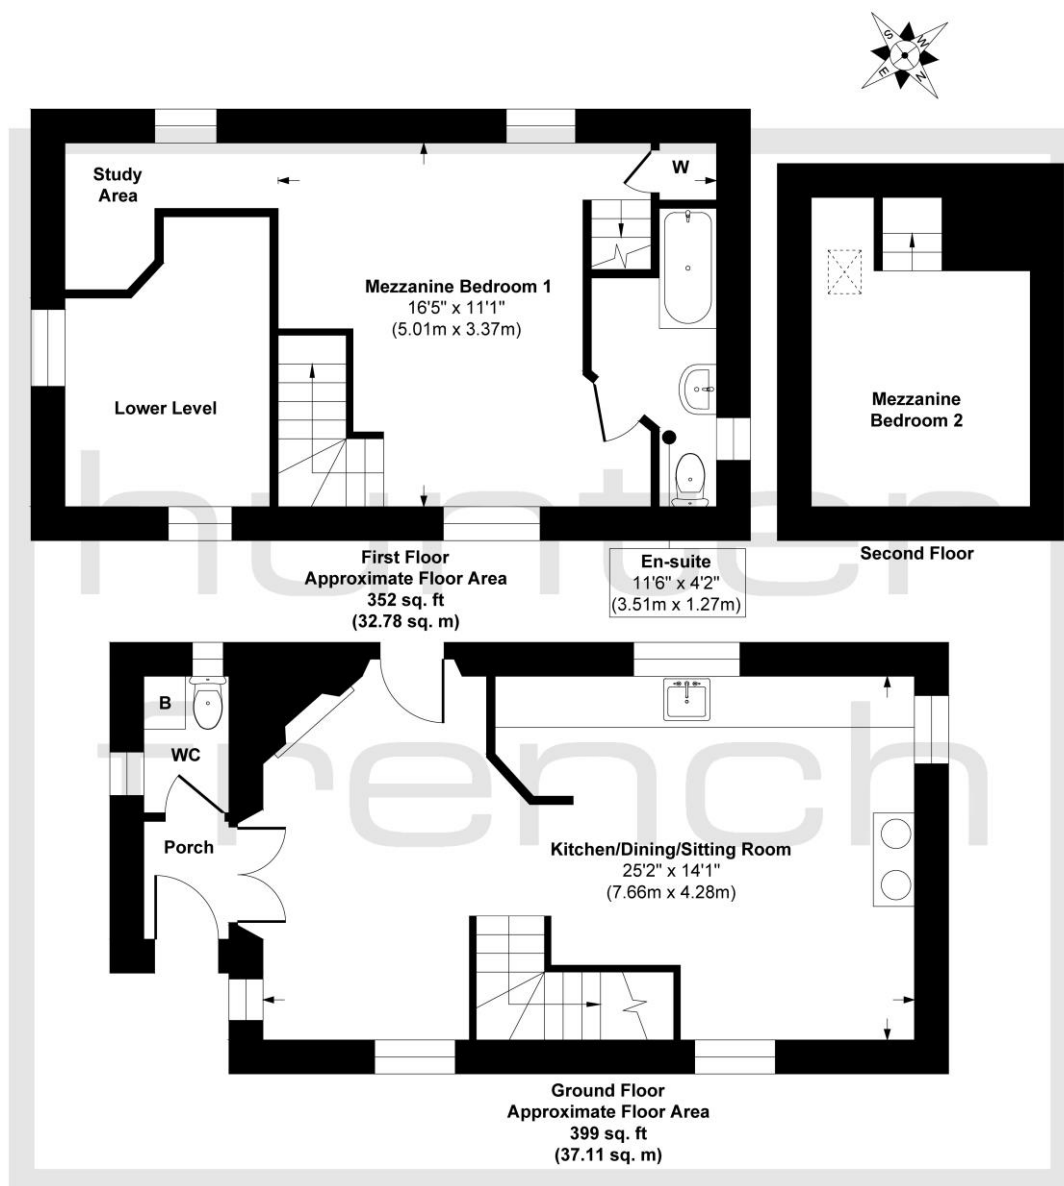 S
W
E
N
Study
Area
W
Mezzanine Bedroom 1
16'5" x 11'1"
(5.01m x 3.37m)
Lower Level
Mezzanine
Bedroom 2
First Floor
Approximate Floor Area
352 sq. ft
(32.78 sq. m)
En-suite
11'6" x 4'2"
(3.51m x 1.27m)
Second Floor
hunter
B
WC
Porch
french
Kitchen/Dining/Sitting Room
25'2" x 14'1"
(7.66m x 4.28m)
Ground Floor
Approximate Floor Area
399 sq. ft
(37.11 sq. m)